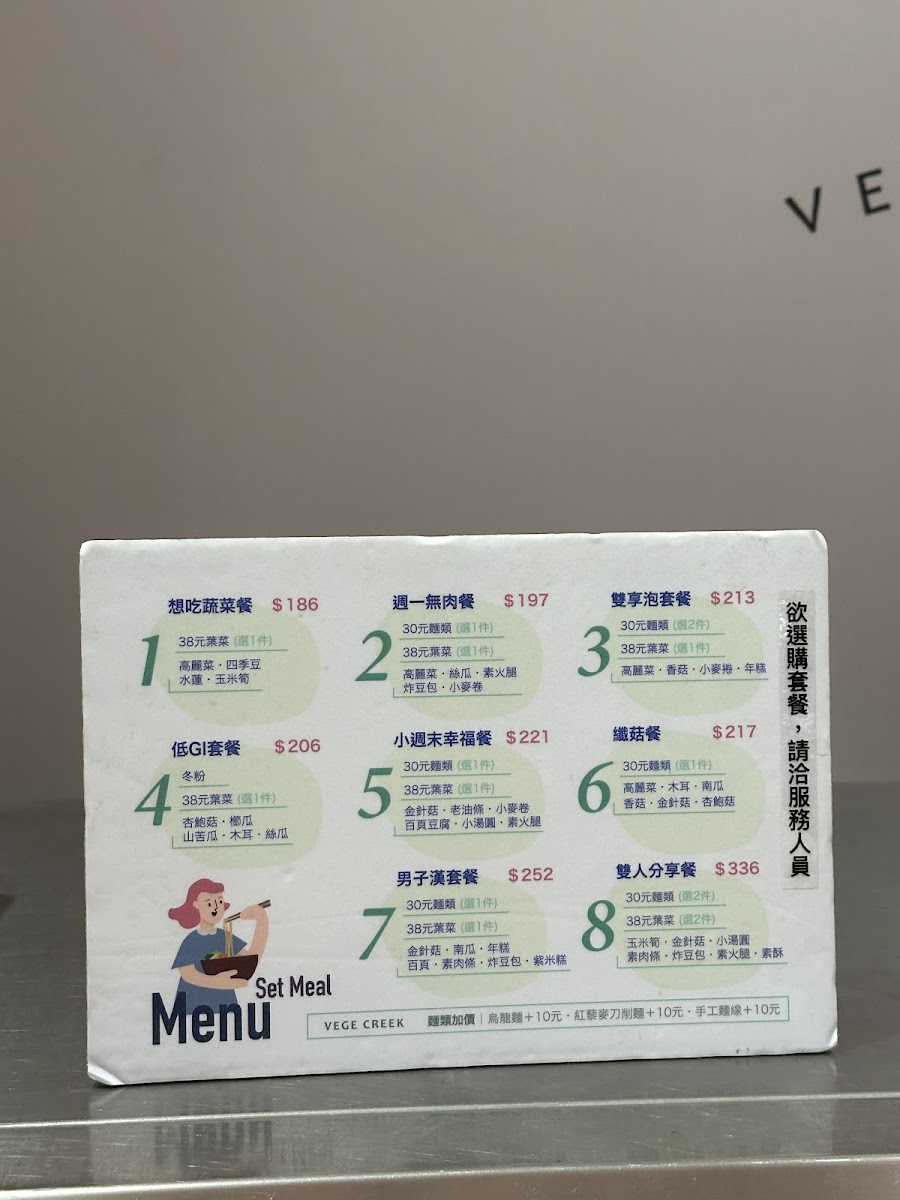 VE
想吃蔬菜餐 $186
1
38元葉菜 (選1件)
高麗菜・四季豆
水蓮・玉米筍
週一無肉餐 $197
2
30元麵類 (選1件)
38元葉菜 (選1件)
高麗菜・絲瓜・素火腿
炸豆包・小麥卷
雙享泡套餐 $213
3
30元麵類 (選2件)
38元葉菜 (選1件)
高麗菜・香菇・小麥捲・年糕
低GI套餐 $206
4
冬粉
38元葉菜 (選1件)
杏鮑菇・櫛瓜
山苦瓜・木耳・絲瓜
小週末幸福餐 $221
5
30元麵類 (選1件)
38元葉菜 (選1件)
金針菇・老油條・小麥卷
百頁豆腐・小湯圓・素火腿
纖菇餐 $217
6
30元麵類 (選1件)
高麗菜・木耳・南瓜
香菇・金針菇・杏鮑菇
男子漢套餐 $252
7
30元麵類 (選1件)
38元葉菜 (選1件)
金針菇・南瓜・年糕
百頁・素肉條・炸豆包・紫米糕
雙人分享餐 $336
8
30元麵類 (選2件)
38元葉菜 (選2件)
玉米筍・金針菇・小湯圓
素肉條・炸豆包・素火腿・素酥
欲選購套餐，請洽服務人員
Set Meal
Menu
VEGE CREEK 麵類加價｜烏龍麵+10元・紅藜麥刀削麵+10元・手工麵線+10元